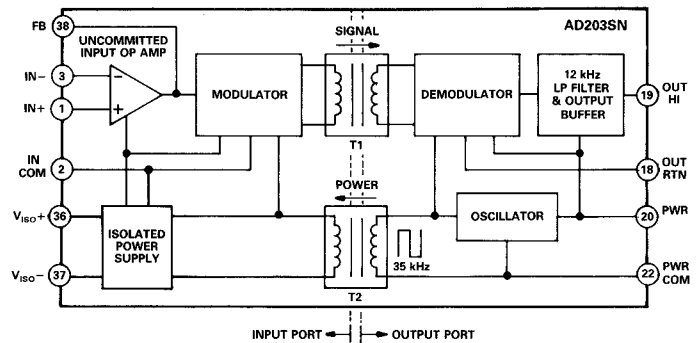 FB 38
UNCOMMITTED
INPUT OP AMP
SIGNAL
AD203SN
IN– 3
–
IN+ 1
+
MODULATOR
T1
DEMODULATOR
12 kHz
LP FILTER
& OUTPUT
BUFFER
19 OUT
HI
IN
COM 2
18 OUT
RTN
POWER
VISO+ 36
ISOLATED
POWER
SUPPLY
OSCILLATOR
20 PWR
35 kHz
VISO– 37
22 PWR
COM
T2
INPUT PORT
OUTPUT PORT